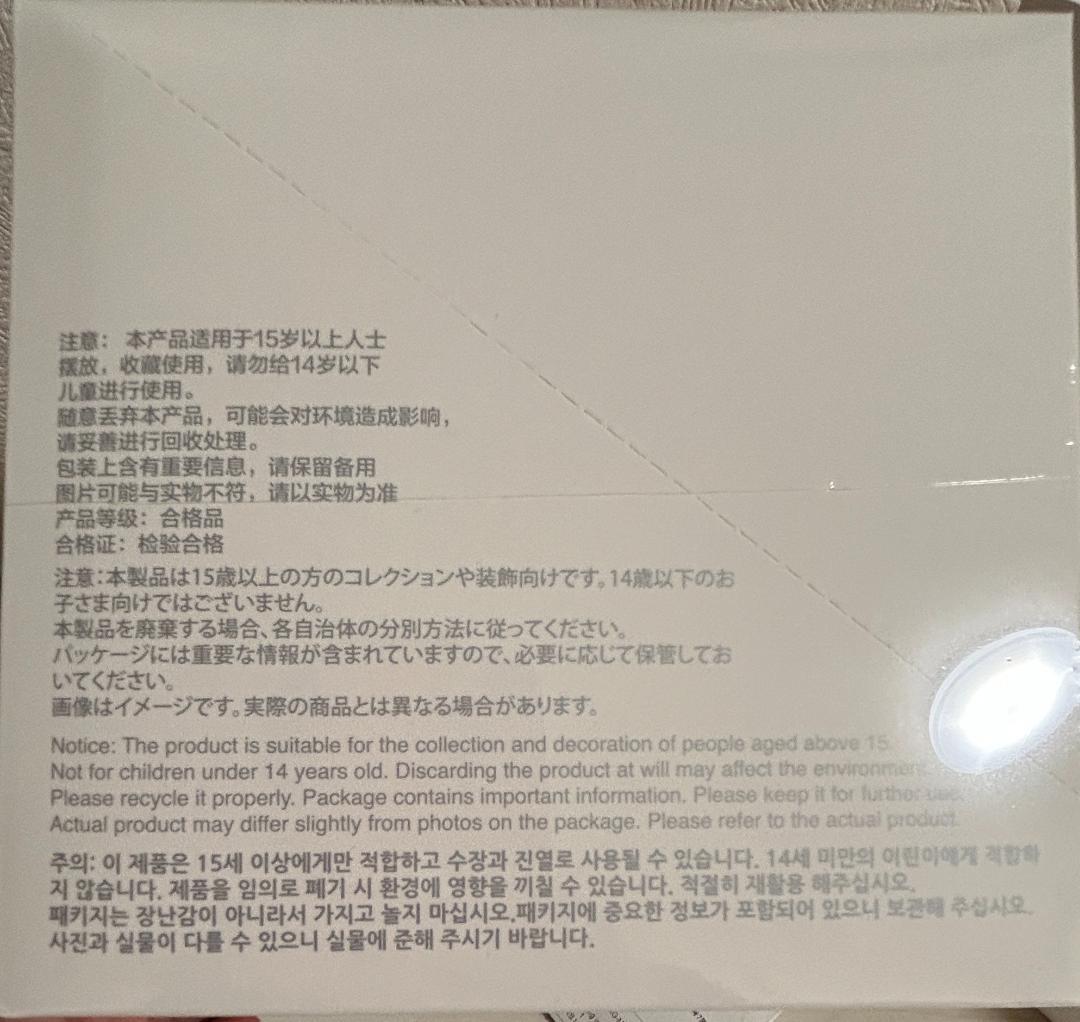 注意： 本产品适用于15岁以上人士
摆放，收藏使用，请勿给14岁以下
儿童进行使用。
随意丢弃本产品，可能会对环境造成影响，
请妥善进行回收处理。
包装上含有重要信息，请保留备用
图片可能与实物不符，请以实物为准
产品等级：合格品
合格证：检验合格
注意:本製品は15歳以上の方のコレクションや装飾向けです。14歳以下のお
子さま向けではございません。
本製品を廃棄する場合、各自治体の分別方法に従ってください。
パッケージには重要な情報が含まれていますので、必要に応じて保管してお
いてください。
画像はイメージです。実際の商品とは異なる場合があります。
Notice: The product is suitable for the collection and decoration of people aged above 15.
Not for children under 14 years old. Discarding the product at will may affect the environment.
Please recycle it properly. Package contains important information. Please keep it for further use.
Actual product may differ slightly from photos on the package. Please refer to the actual product.
주의: 이 제품은 15세 이상에게만 적합하고 수장과 진열로 사용될 수 있습니다. 14세 미만의 어린이에게 적합하
지 않습니다. 제품을 임의로 폐기 시 환경에 영향을 끼칠 수 있습니다. 적절히 재활용 해주십시오.
패키지는 장난감이 아니라서 가지고 놀지 마십시오.패키지에 중요한 정보가 포함되어 있으니 보관해 주십시오.
사진과 실물이 다를 수 있으니 실물에 준해 주시기 바랍니다.